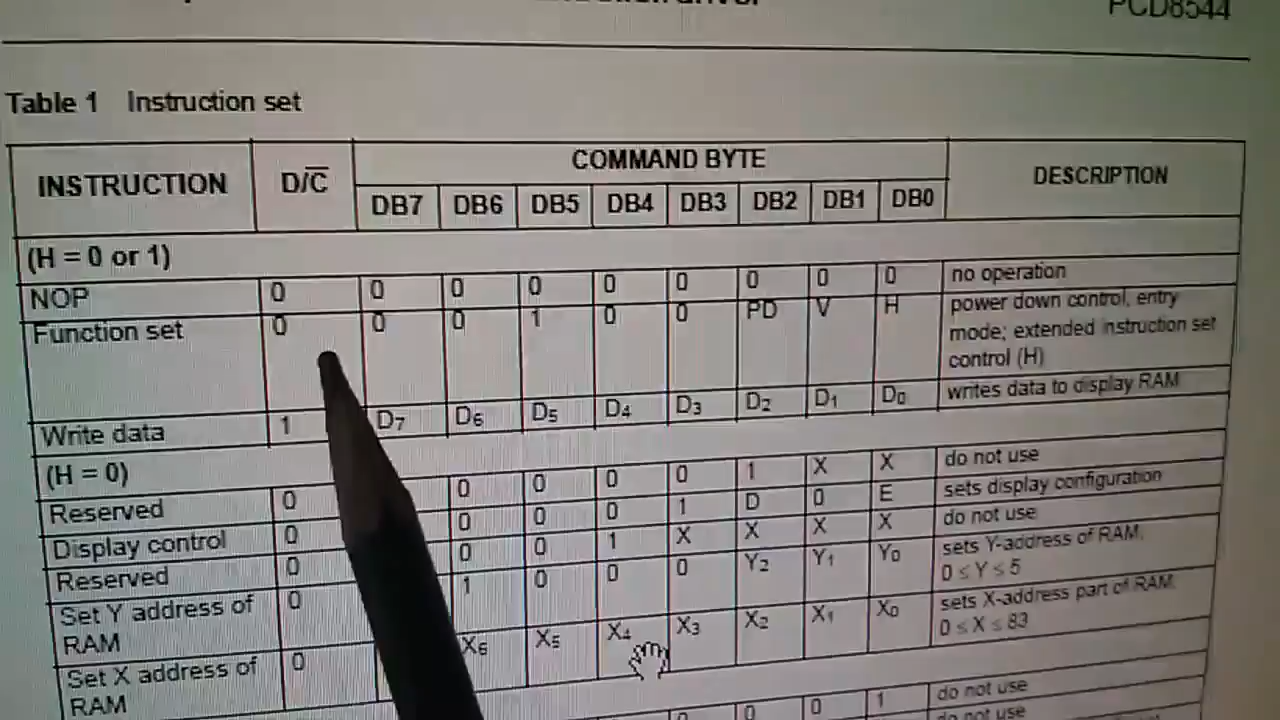 PCD8544
Table 1 Instruction set
INSTRUCTION D/C COMMAND BYTE DESCRIPTION
DB7 DB6 DB5 DB4 DB3 DB2 DB1 DB0
(H = 0 or 1)
NOP 0 0 0 0 0 0 0 0 0 no operation
Function set 0 0 0 1 0 0 PD V H power down control, entry
mode; extended instruction set
control (H)
Write data 1 D7 D6 D5 D4 D3 D2 D1 D0 writes data to display RAM
(H = 0)
Reserved 0 0 0 0 0 1 X X do not use
Display control 0 0 0 0 1 D 0 E sets display configuration
Reserved 0 0 0 1 X X X X do not use
Set Y address of 0 1 0 0 0 Y2 Y1 Y0 sets Y-address of RAM,
RAM 0 ≤ Y ≤ 5
Set X address of 0 X6 X5 X4 X3 X2 X1 X0 sets X-address part of RAM
RAM 0 ≤ X ≤ 83
0 0 0 1 do not use
do not use